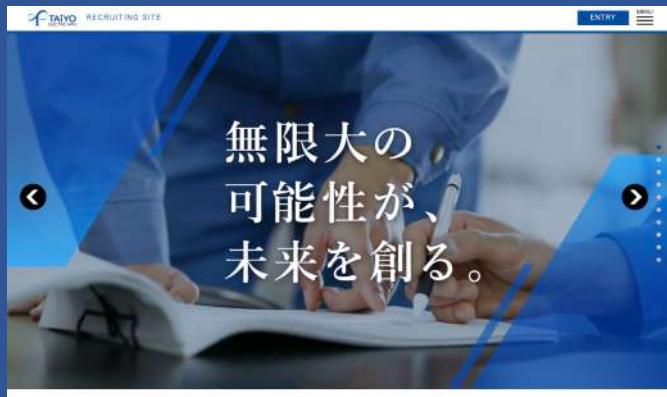 TAIYO
RECRUITING SITE
ENTRY
MENU
無限大の
可能性が、
未来を創る。